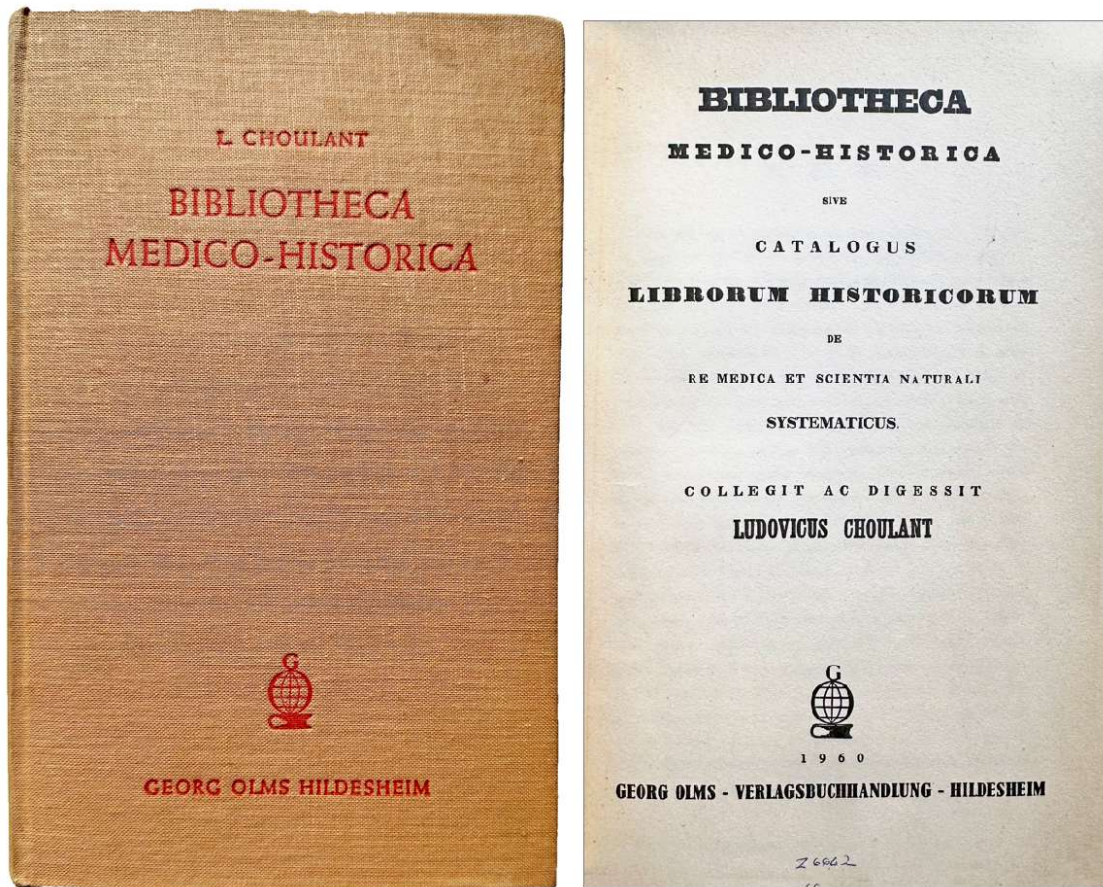 L. CHOULANT
BIBLIOTHECA
MEDICO-HISTORICA
G
GEORG OLMS HILDESHEIM
BIBLIOTHECA
MEDICO-HISTORICA
SIVE
CATALOGUS
LIBRORUM HISTORICORUM
DE
RE MEDICA ET SCIENTIA NATURALI
SYSTEMATICUS.
COLLEGIT AC DIGESSIT
LUDOVICUS CHOULANT
G
1960
GEORG OLMS - VERLAGSBUCHHANDLUNG - HILDESHEIM